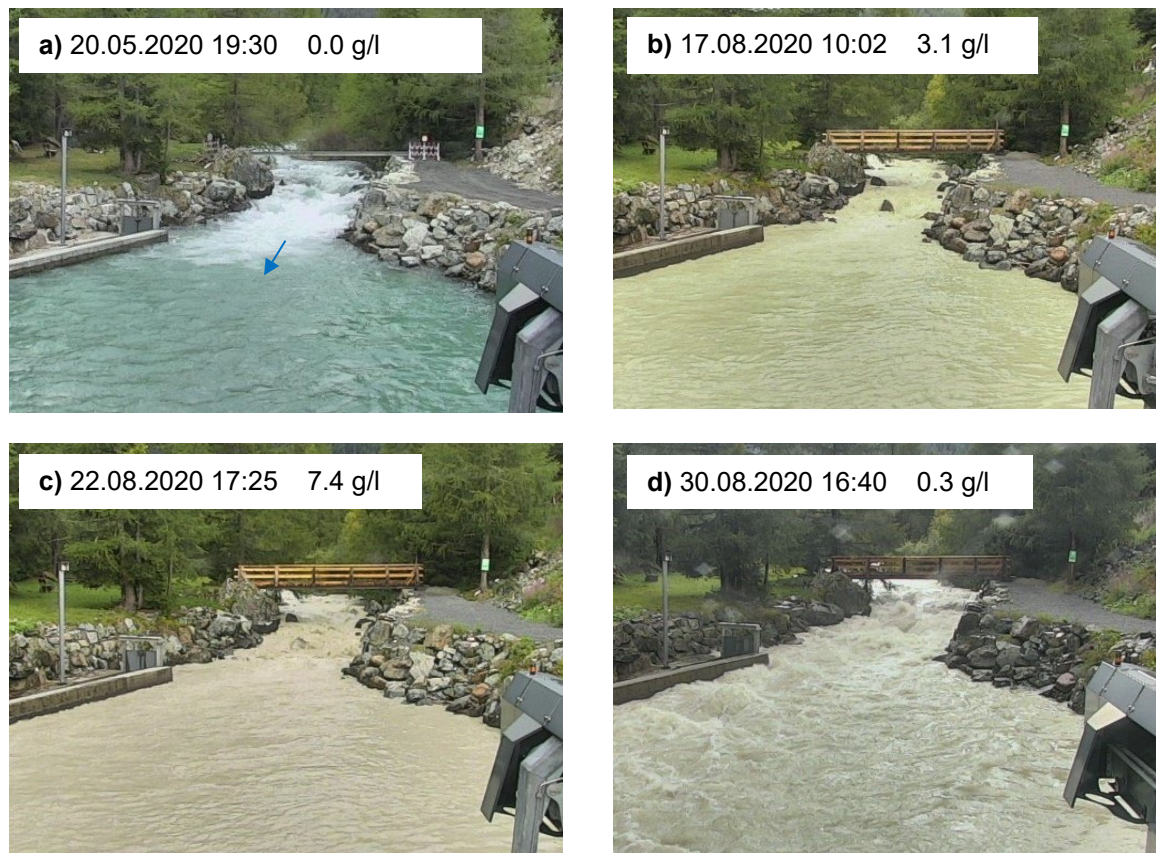 a) 20.05.2020 19:30 0.0 g/l
b) 17.08.2020 10:02 3.1 g/l
c) 22.08.2020 17:25 7.4 g/l
d) 30.08.2020 16:40 0.3 g/l